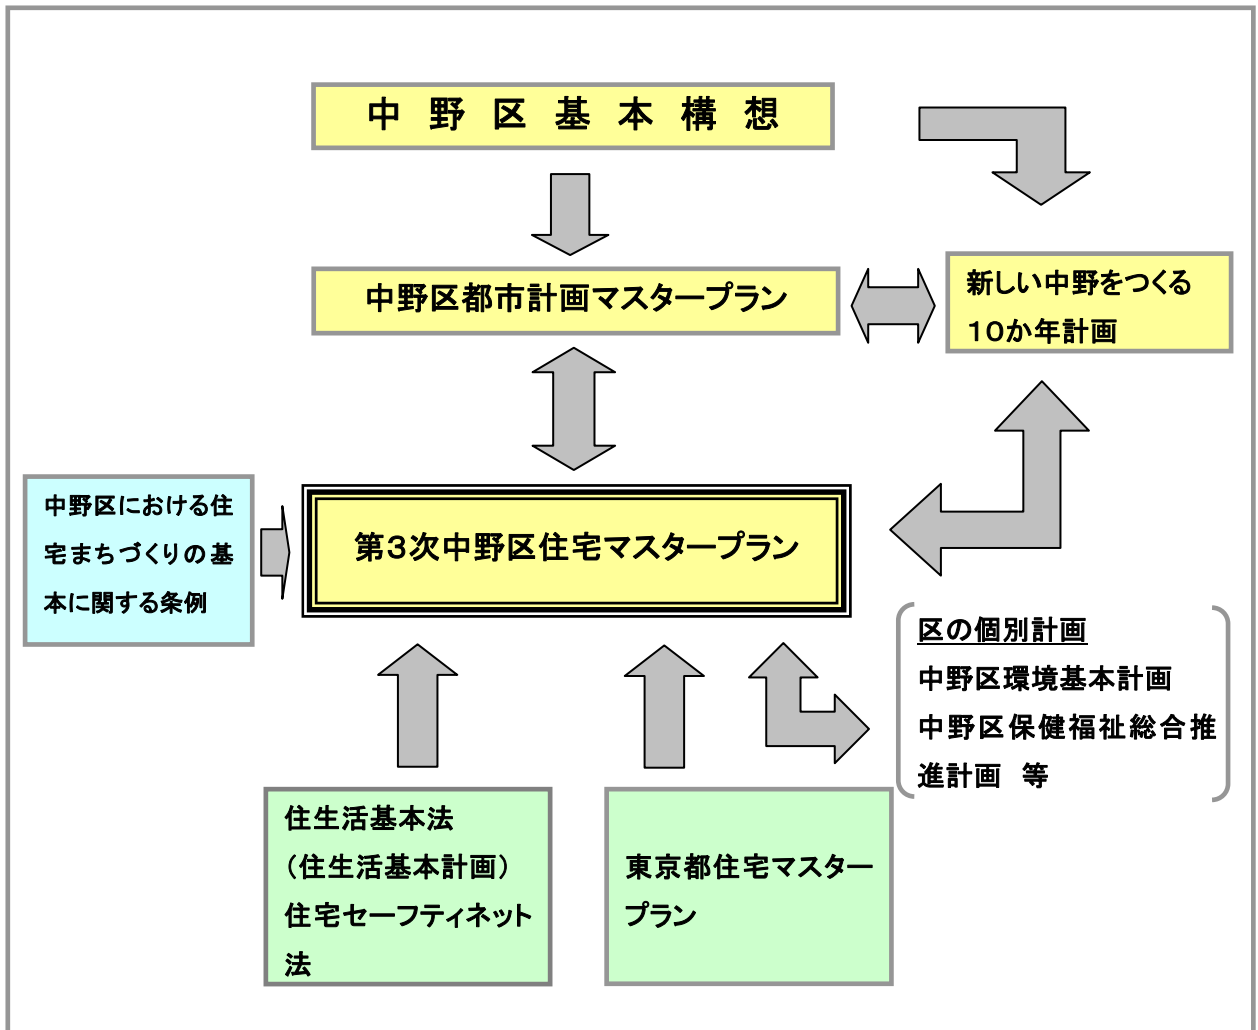 中野区基本構想
中野区都市計画マスタープラン
新しい中野をつくる
10か年計画
中野区における住
宅まちづくりの基
本に関する条例
第3次中野区住宅マスタープラン
区の個別計画
中野区環境基本計画
中野区保健福祉総合推
進計画　等
住生活基本法
(住生活基本計画)
住宅セーフティネット
法
東京都住宅マスター
プラン